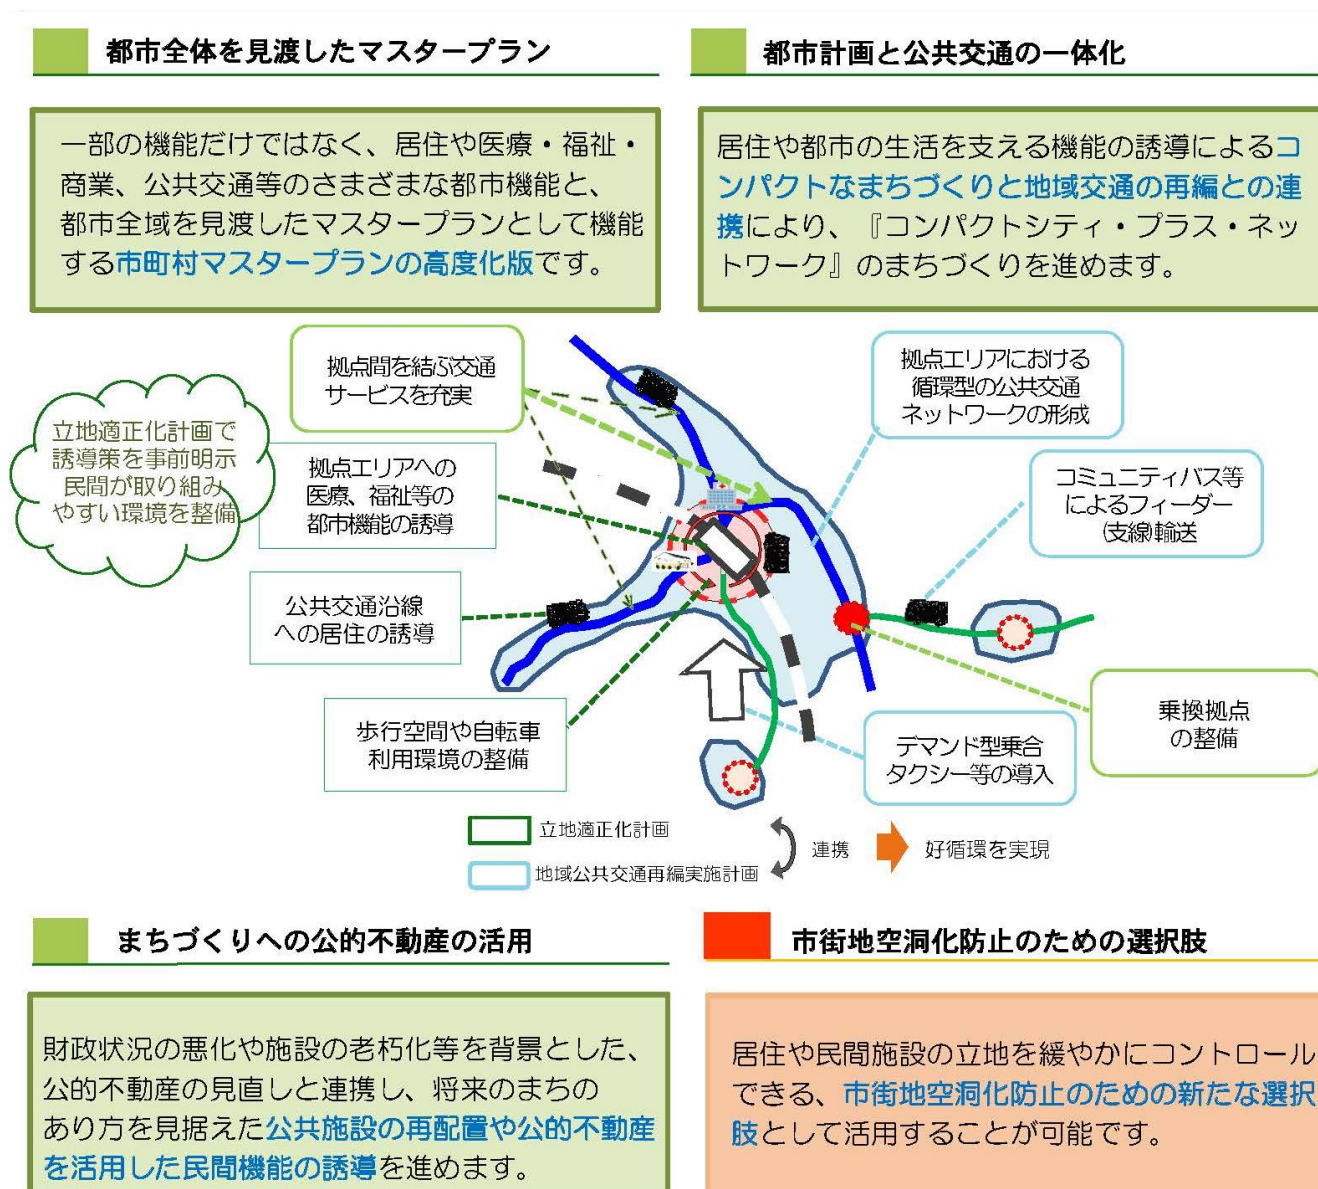 都市全体を見渡したマスタープラン
一部の機能だけではなく、居住や医療・福祉・
商業、公共交通等のさまざまな都市機能と、
都市全域を見渡したマスタープランとして機能
する市町村マスタープランの高度化版です。
都市計画と公共交通の一体化
居住や都市の生活を支える機能の誘導によるコ
ンパクトなまちづくりと地域交通の再編との連
携により、『コンパクトシティ・プラス・ネッ
トワーク』のまちづくりを進めます。
立地適正化計画で
誘導策を事前明示
民間が取り組み
やすい環境を整備
拠点間を結ぶ交通
サービスを充実
拠点エリアへの
医療、福祉等の
都市機能の誘導
公共交通沿線
への居住の誘導
歩行空間や自転車
利用環境の整備
拠点エリアにおける
循環型の公共交通
ネットワークの形成
コミュニティバス等
によるフィーダー
(支線)輸送
乗換拠点
の整備
デマンド型乗合
タクシー等の導入
立地適正化計画
地域公共交通再編実施計画
連携
好循環を実現
まちづくりへの公的不動産の活用
財政状況の悪化や施設の老朽化等を背景とした、
公的不動産の見直しと連携し、将来のまちの
あり方を見据えた公共施設の再配置や公的不動産
を活用した民間機能の誘導を進めます。
市街地空洞化防止のための選択肢
居住や民間施設の立地を緩やかにコントロール
できる、市街地空洞化防止のための新たな選択
肢として活用することが可能です。